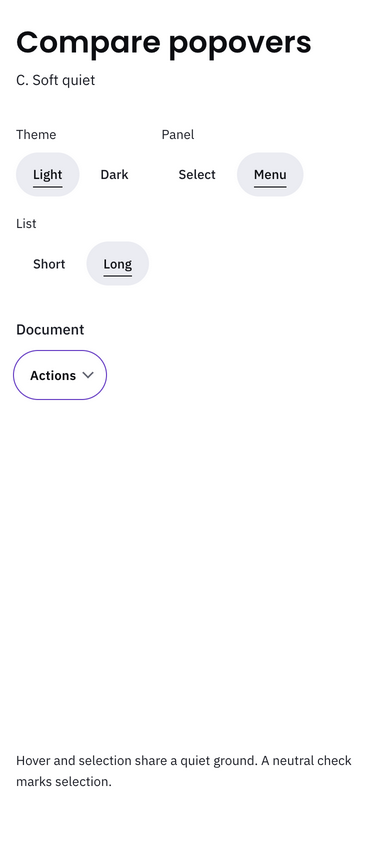 Compare popovers
C. Soft quiet
Theme
Panel
Light
Dark
Select
Menu
List
Short
Long
Document
Actions
Hover and selection share a quiet ground. A neutral check
marks selection.